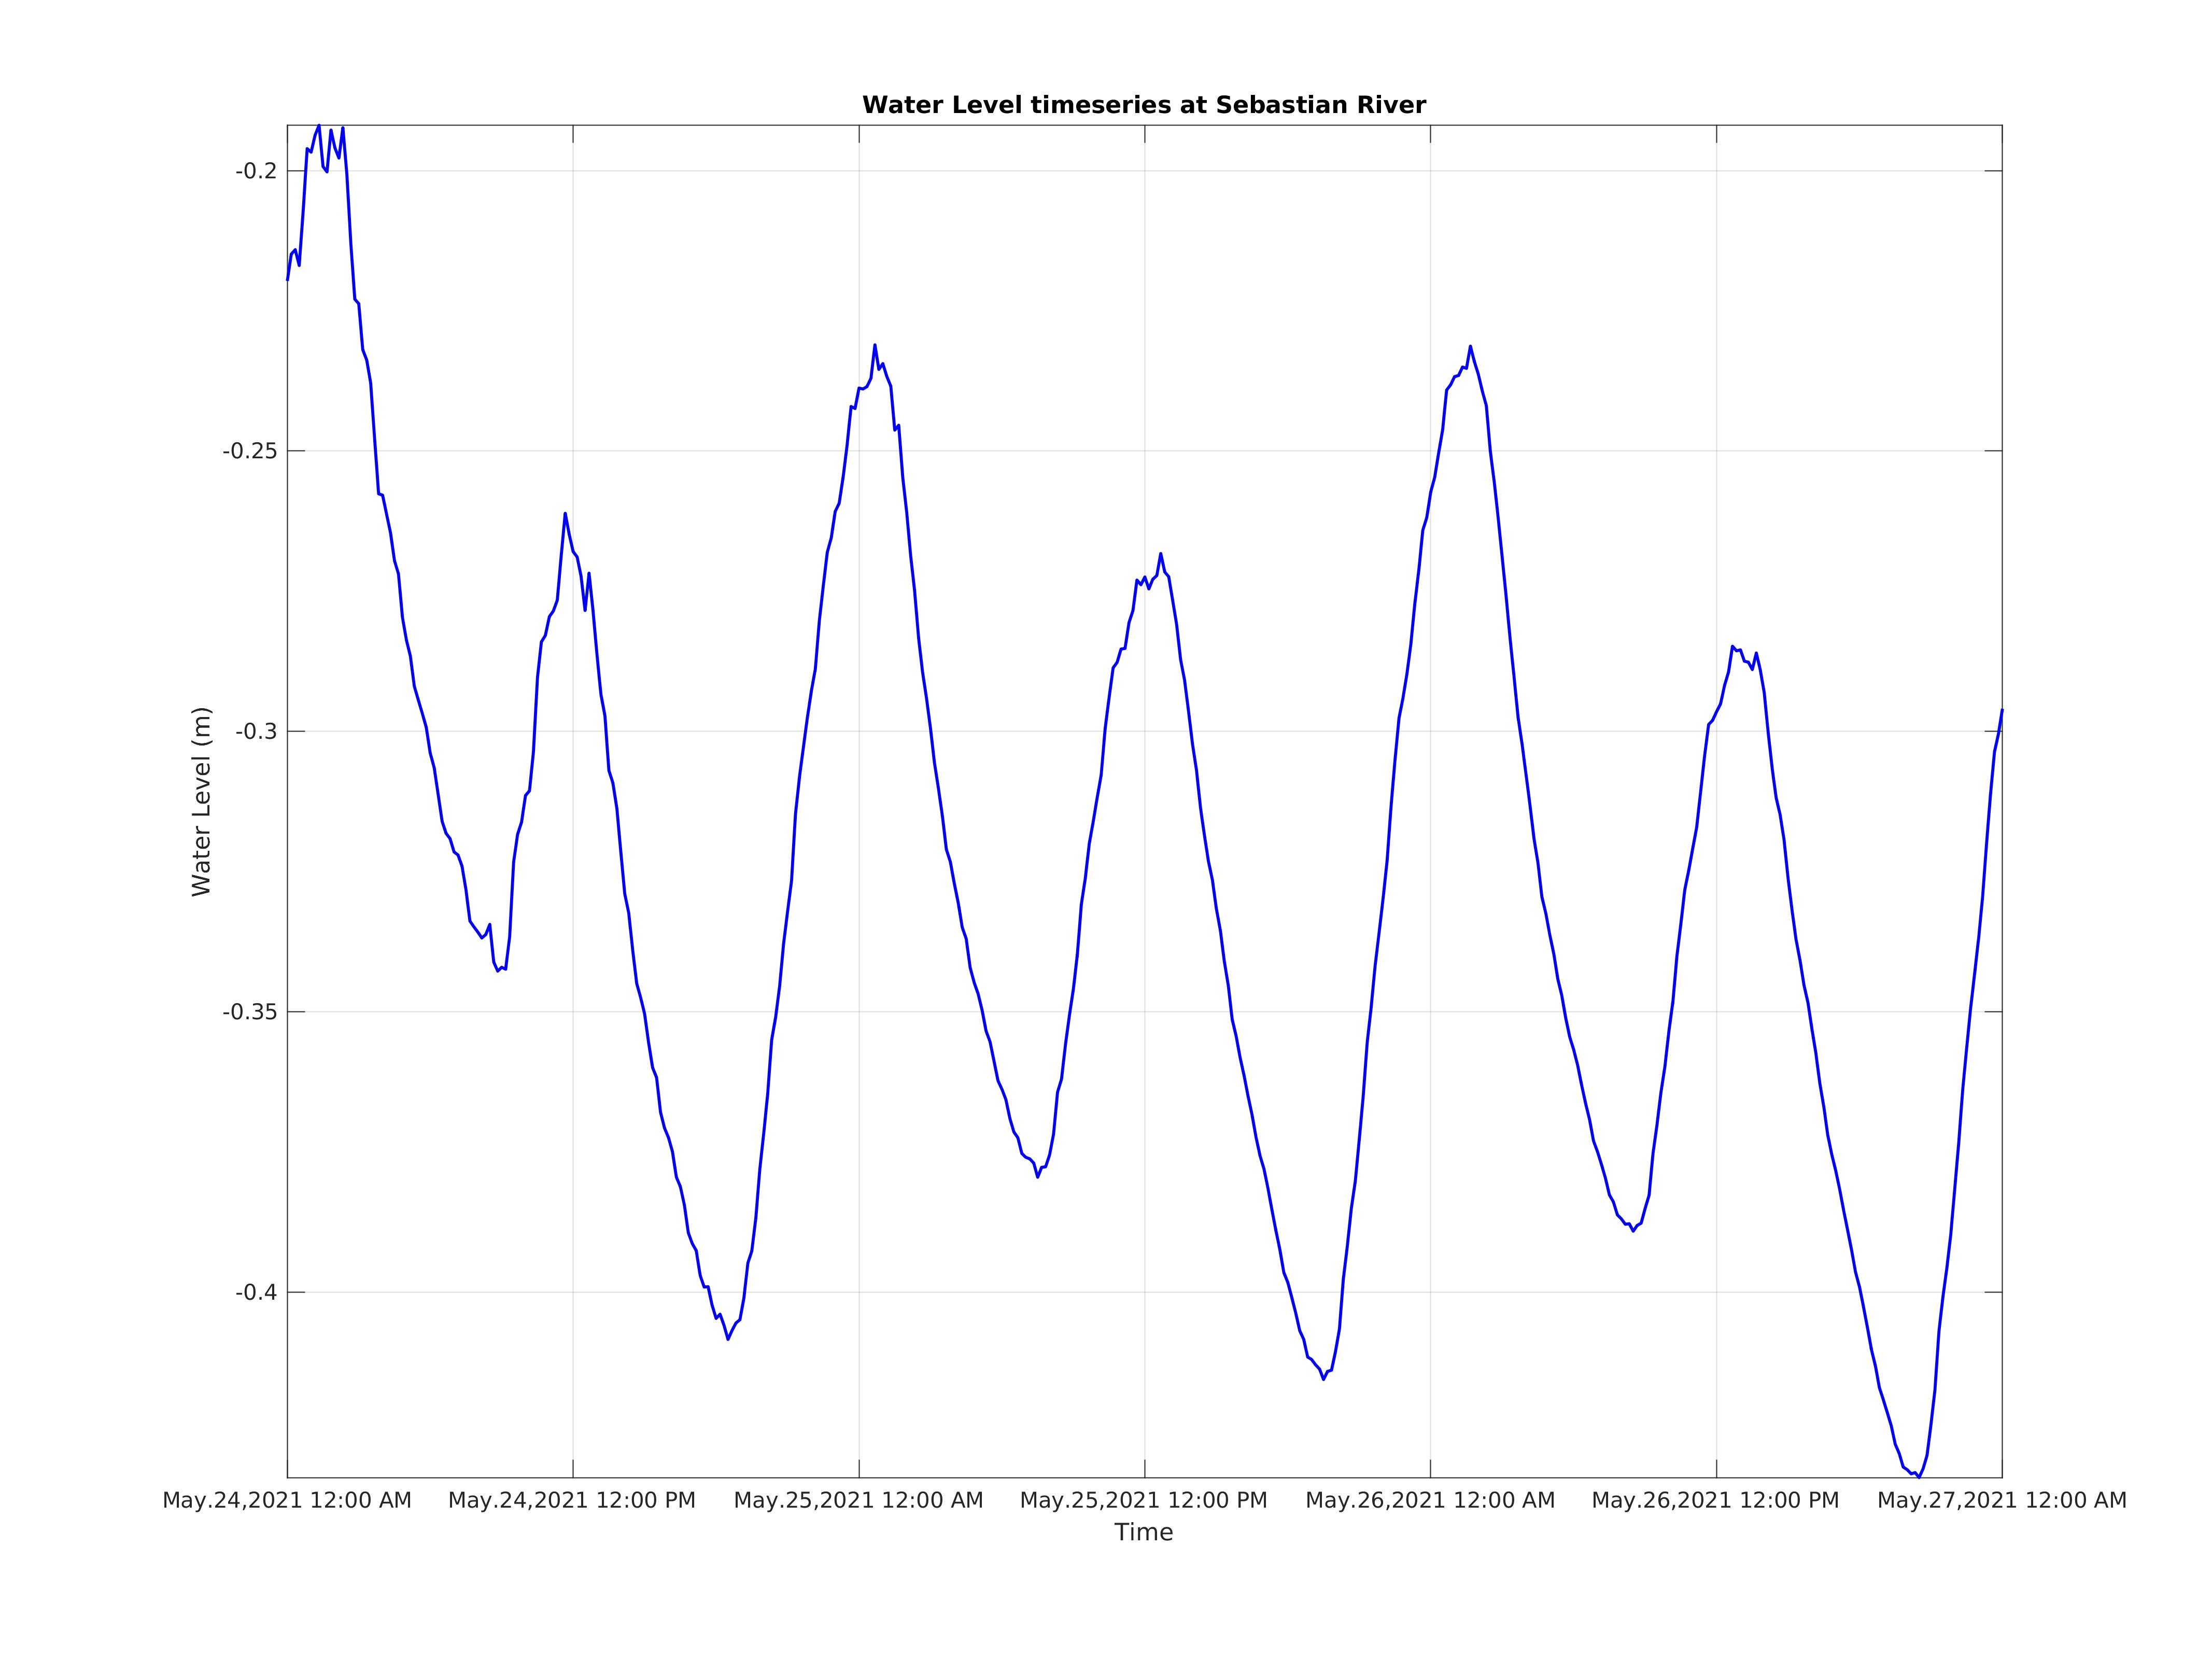 Water Level timeseries at Sebastian River
-0.2
-0.25
-0.3
-0.35
-0.4
Water Level (m)
May.24,2021 12:00 AM
May.24,2021 12:00 PM
May.25,2021 12:00 AM
May.25,2021 12:00 PM
May.26,2021 12:00 AM
May.26,2021 12:00 PM
May.27,2021 12:00 AM
Time